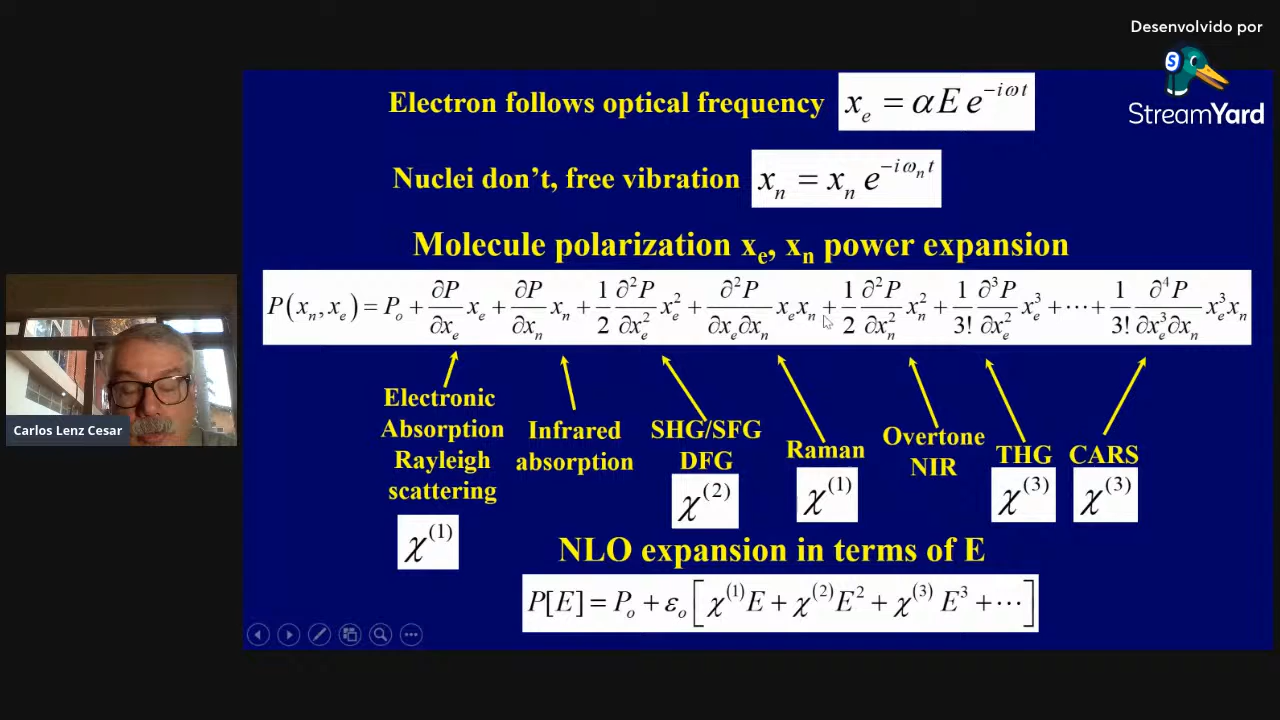 Desenvolvido por
StreamYard
Electron follows optical frequency x_e = αE e^{-iωt}
Nuclei don’t, free vibration x_n = x_n e^{-iω_n t}
Molecule polarization x_e, x_n power expansion
P(x_n, x_e) = P_o + ∂P/∂x_e x_e + ∂P/∂x_n x_n + 1/2 ∂²P/∂x_e² x_e² + ∂²P/∂x_e∂x_n x_e x_n + 1/2 ∂²P/∂x_n² x_n² + 1/3! ∂³P/∂x_e² x_e³ + ⋯ + 1/3! ∂⁴P/∂x_e³∂x_n x_e³ x_n
Electronic
Absorption
Rayleigh
scattering
χ^(1)
Infrared
absorption
SHG/SFG
DFG
χ^(2)
Raman
χ^(1)
Overtone
NIR
THG
χ^(3)
CARS
χ^(3)
NLO expansion in terms of E
P[E] = P_o + ε_o [χ^(1) E + χ^(2) E² + χ^(3) E³ + ⋯]
Carlos Lenz Cesar